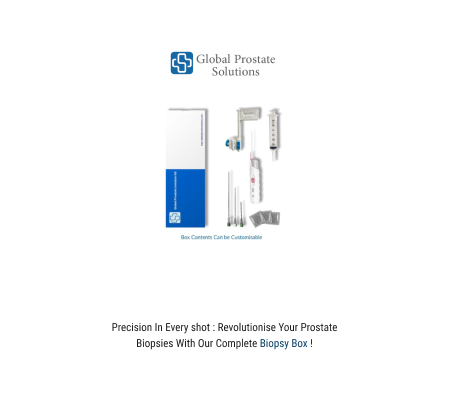 Global Prostate
Solutions
Box Contents Can be Customisable
Precision In Every shot : Revolutionise Your Prostate
Biopsies With Our Complete Biopsy Box !